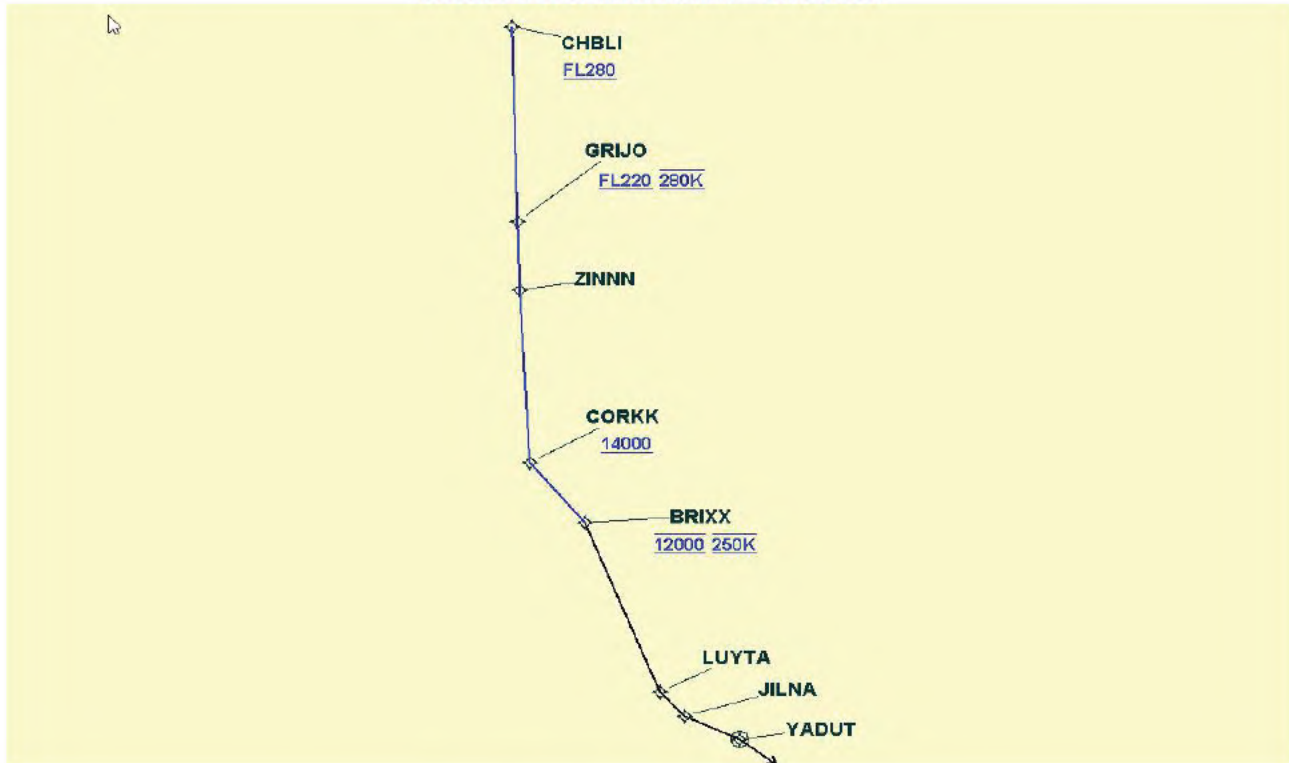 CHBLI
FL280
GRIJO
FL220 280K
ZINNN
CORKK
14000
BRIXX
12000 250K
LUYTA
JILNA
YADUT